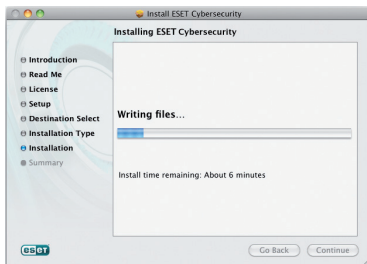 Install ESET Cybersecurity
Installing ESET Cybersecurity
Introduction
Read Me
License
Setup
Destination Select
Installation Type
Installation
Summary
Writing files...
Install time remaining: About 6 minutes
eseT
Go Back
Continue